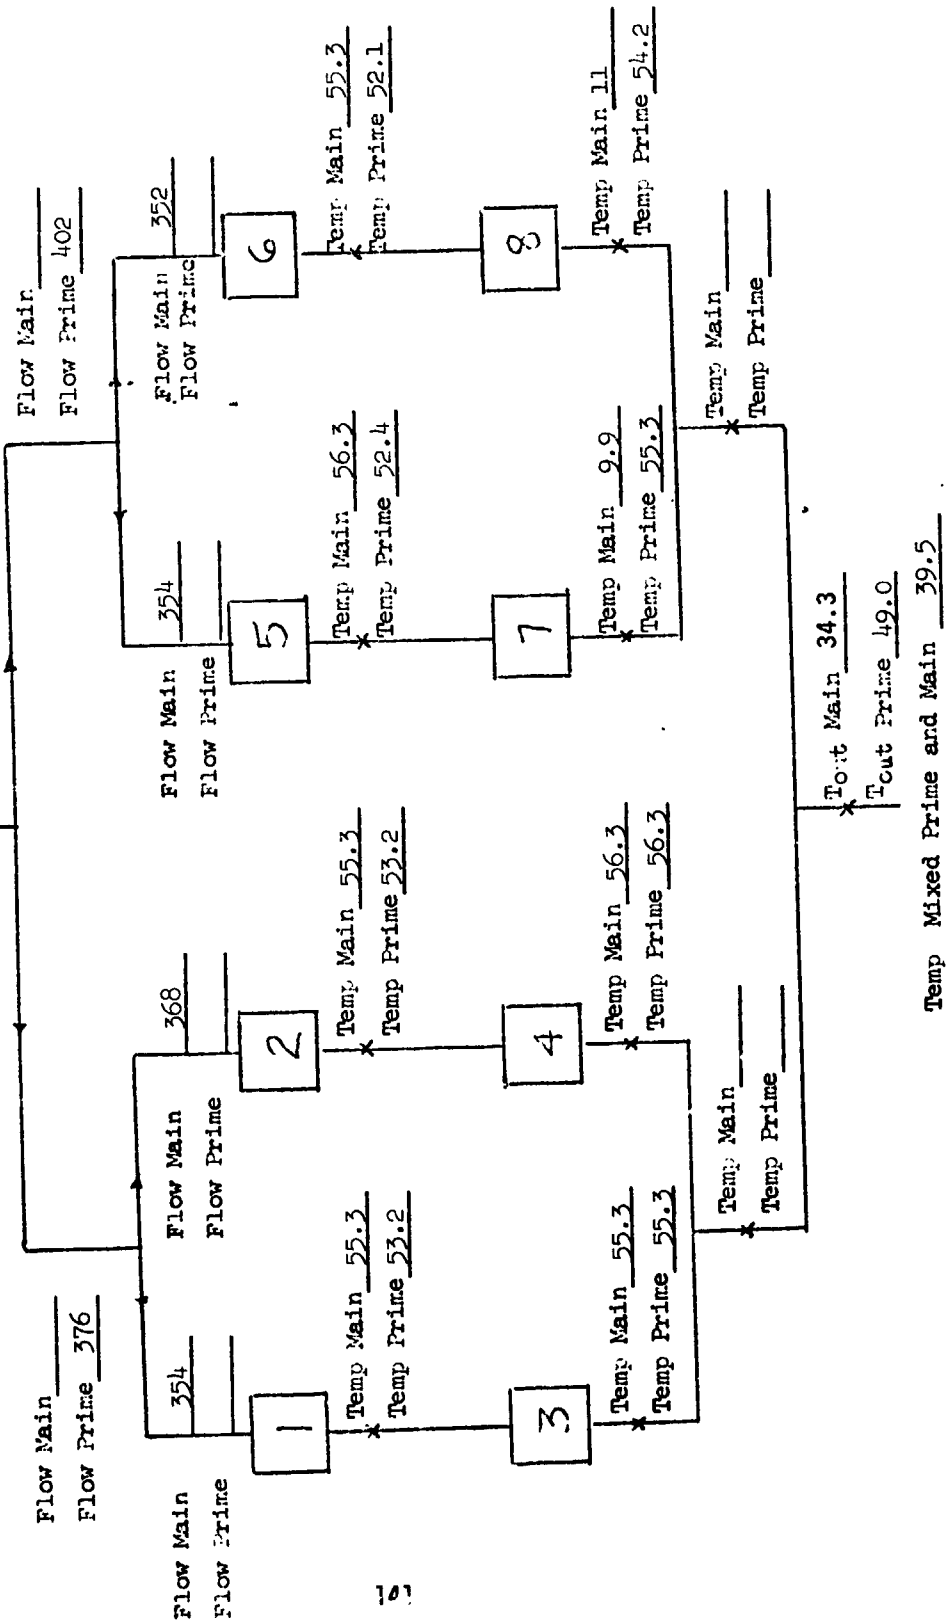 Flow Main
Flow Prime 376
Flow Main
Flow Prime 402
Flow Main 354
Flow Prime
Flow Main 368
Flow Prime
Flow Main 354
Flow Prime
Flow Main 352
Flow Prime
1
2
5
6
Temp Main 55.3
Temp Prime 53.2
Temp Main 55.3
Temp Prime 53.2
Temp Main 56.3
Temp Prime 52.4
Temp Main 55.3
Temp Prime 52.1
3
4
7
8
Temp Main 55.3
Temp Prime 55.3
Temp Main 56.3
Temp Prime 56.3
Temp Main 9.9
Temp Prime 55.3
Temp Main 11
Temp Prime 54.2
Temp Main
Temp Prime
Temp Main
Temp Prime
Tout Main 34.3
Tout Prime 49.0
Temp Mixed Prime and Main 39.5